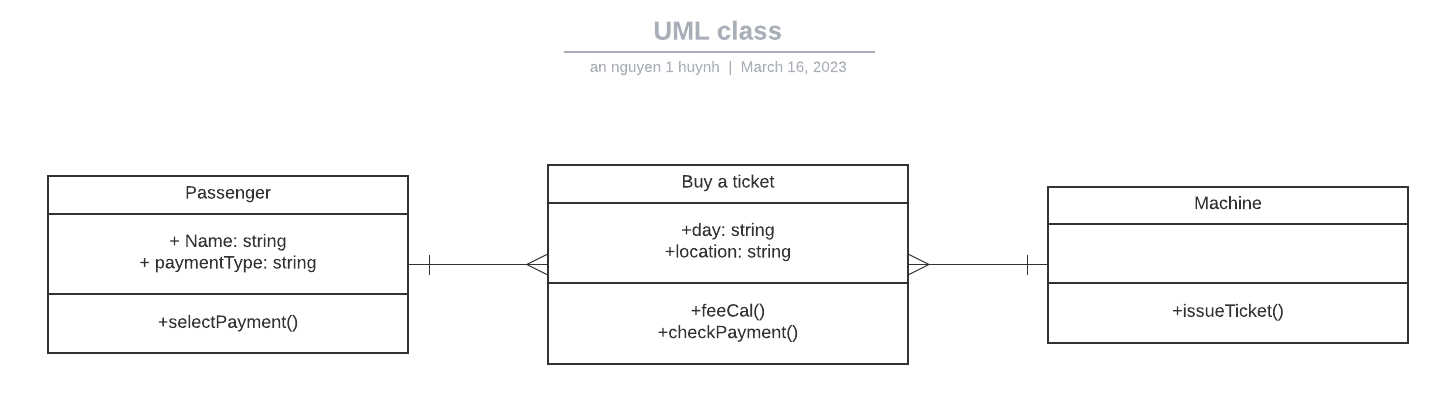 UML class
an nguyen 1 huynh | March 16, 2023
Passenger
+ Name: string
+ paymentType: string
+selectPayment()
Buy a ticket
+day: string
+location: string
+feeCal()
+checkPayment()
Machine
+issueTicket()